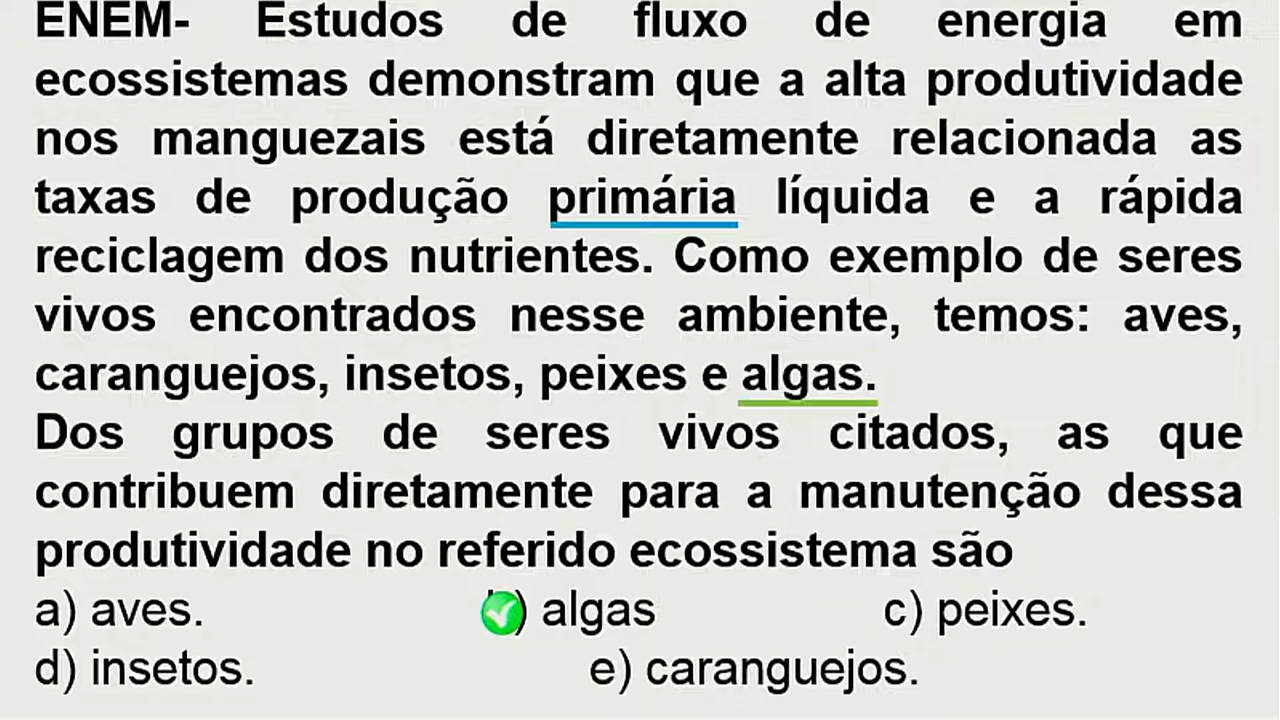 ENEM- Estudos de fluxo de energia em
ecossistemas demonstram que a alta produtividade
nos manguezais está diretamente relacionada as
taxas de produção primária líquida e a rápida
reciclagem dos nutrientes. Como exemplo de seres
vivos encontrados nesse ambiente, temos: aves,
caranguejos, insetos, peixes e algas.
Dos grupos de seres vivos citados, as que
contribuem diretamente para a manutenção dessa
produtividade no referido ecossistema são
a) aves. ) algas c) peixes.
d) insetos. e) caranguejos.